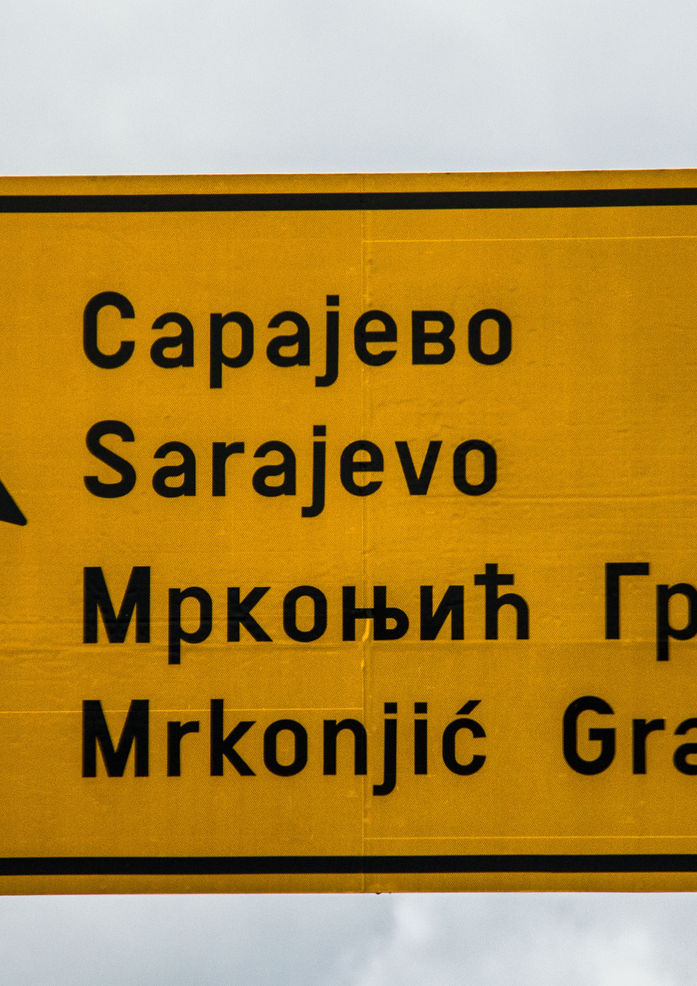 Сарајево
Sarajevo
Мркоњић Гр
Mrkonjić Gra